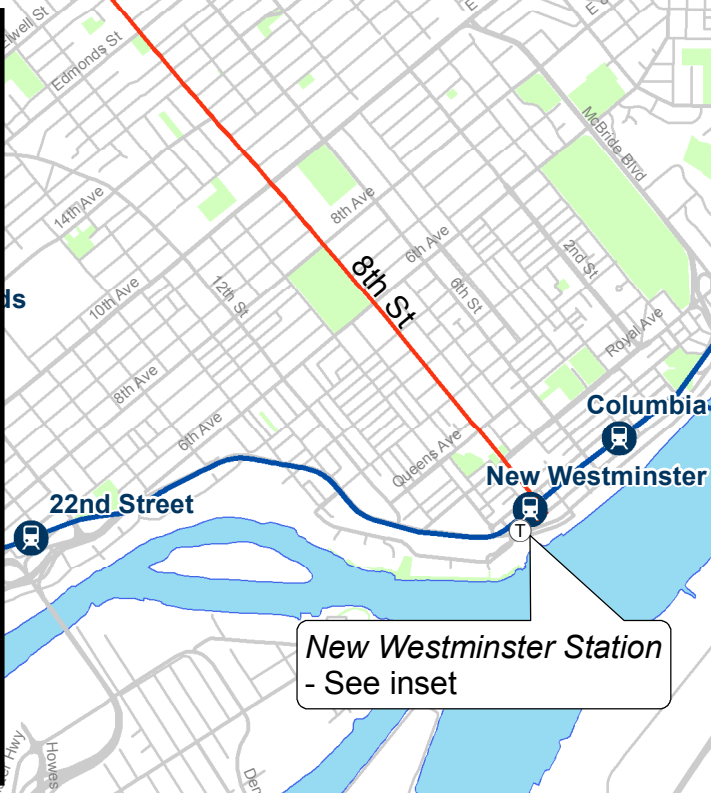 Edmonds St
McBride Blvd
14th Ave
8th Ave
6th Ave
2nd St
8th St
6th St
12th St
10th Ave
ds
Royal Ave
8th Ave
6th Ave
Queens Ave
Columbia
New Westminster
22nd Street
T
New Westminster Station
- See inset
Howes